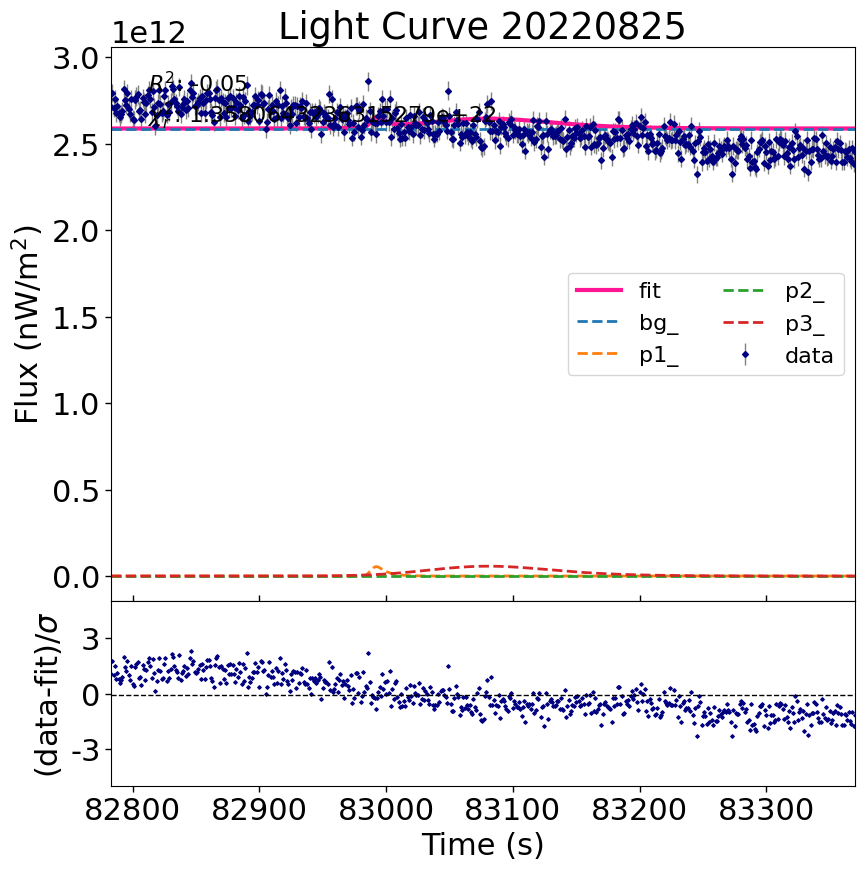 Light Curve 20220825
1e12
3.0
R²: -0.05
2.5
2.0
Flux (nW/m²)
1.5
1.0
0.5
0.0
fit
bg_
p1_
p2_
p3_
data
(data-fit)/σ
3
0
-3
82800 82900 83000 83100 83200 83300
Time (s)